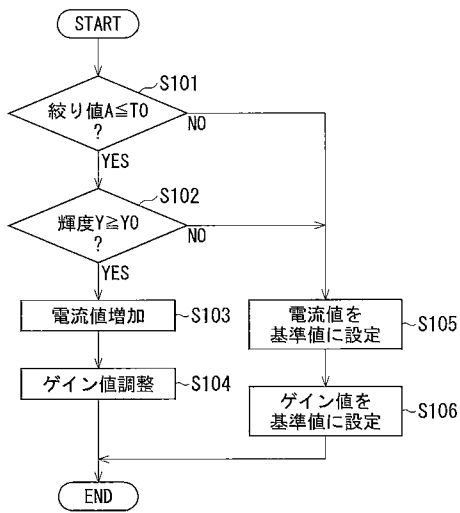 START
S101
絞り値A≦T0
?
NO
YES
S102
輝度Y≧Y0
?
NO
YES
電流値増加
S103
電流値を
基準値に設定
S105
ゲイン値調整
S104
ゲイン値を
基準値に設定
S106
END